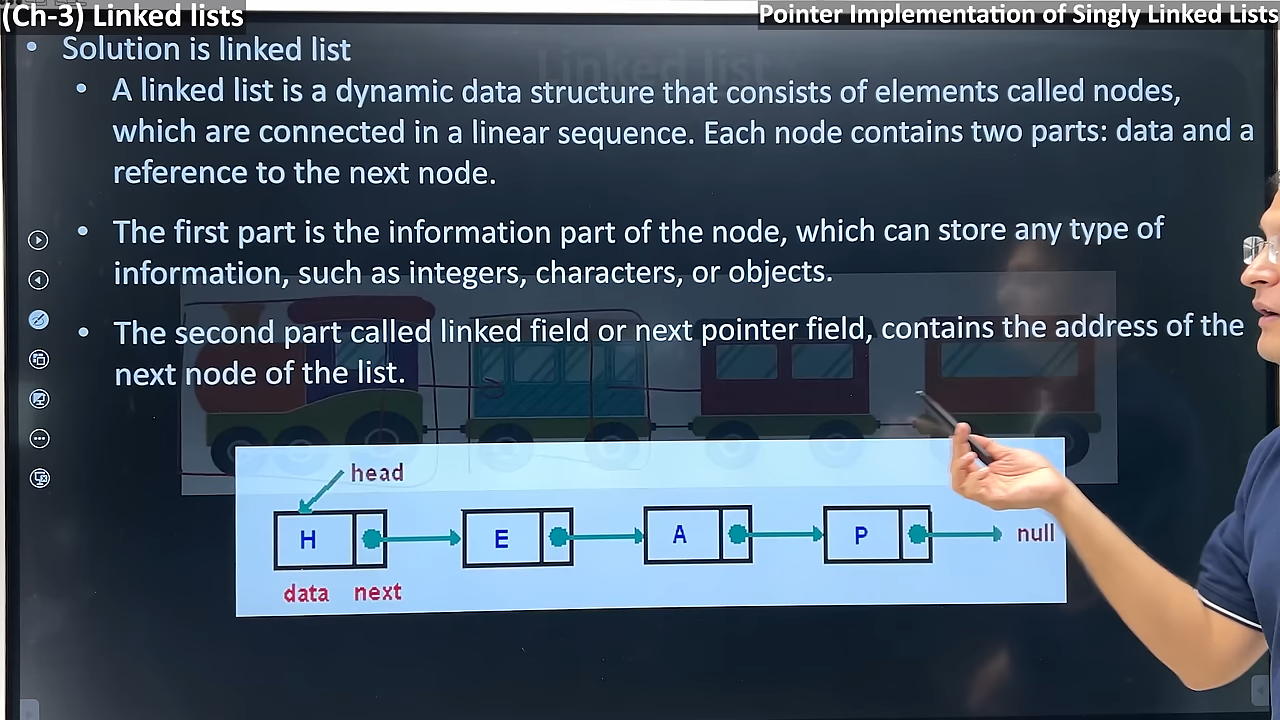 (Ch-3) Linked lists
Pointer Implementation of Singly Linked Lists
Linked list
• Solution is linked list
• A linked list is a dynamic data structure that consists of elements called nodes,
which are connected in a linear sequence. Each node contains two parts: data and a
reference to the next node.
• The first part is the information part of the node, which can store any type of
information, such as integers, characters, or objects.
• The second part called linked field or next pointer field, contains the address of the
next node of the list.
head
H E A P null
data next